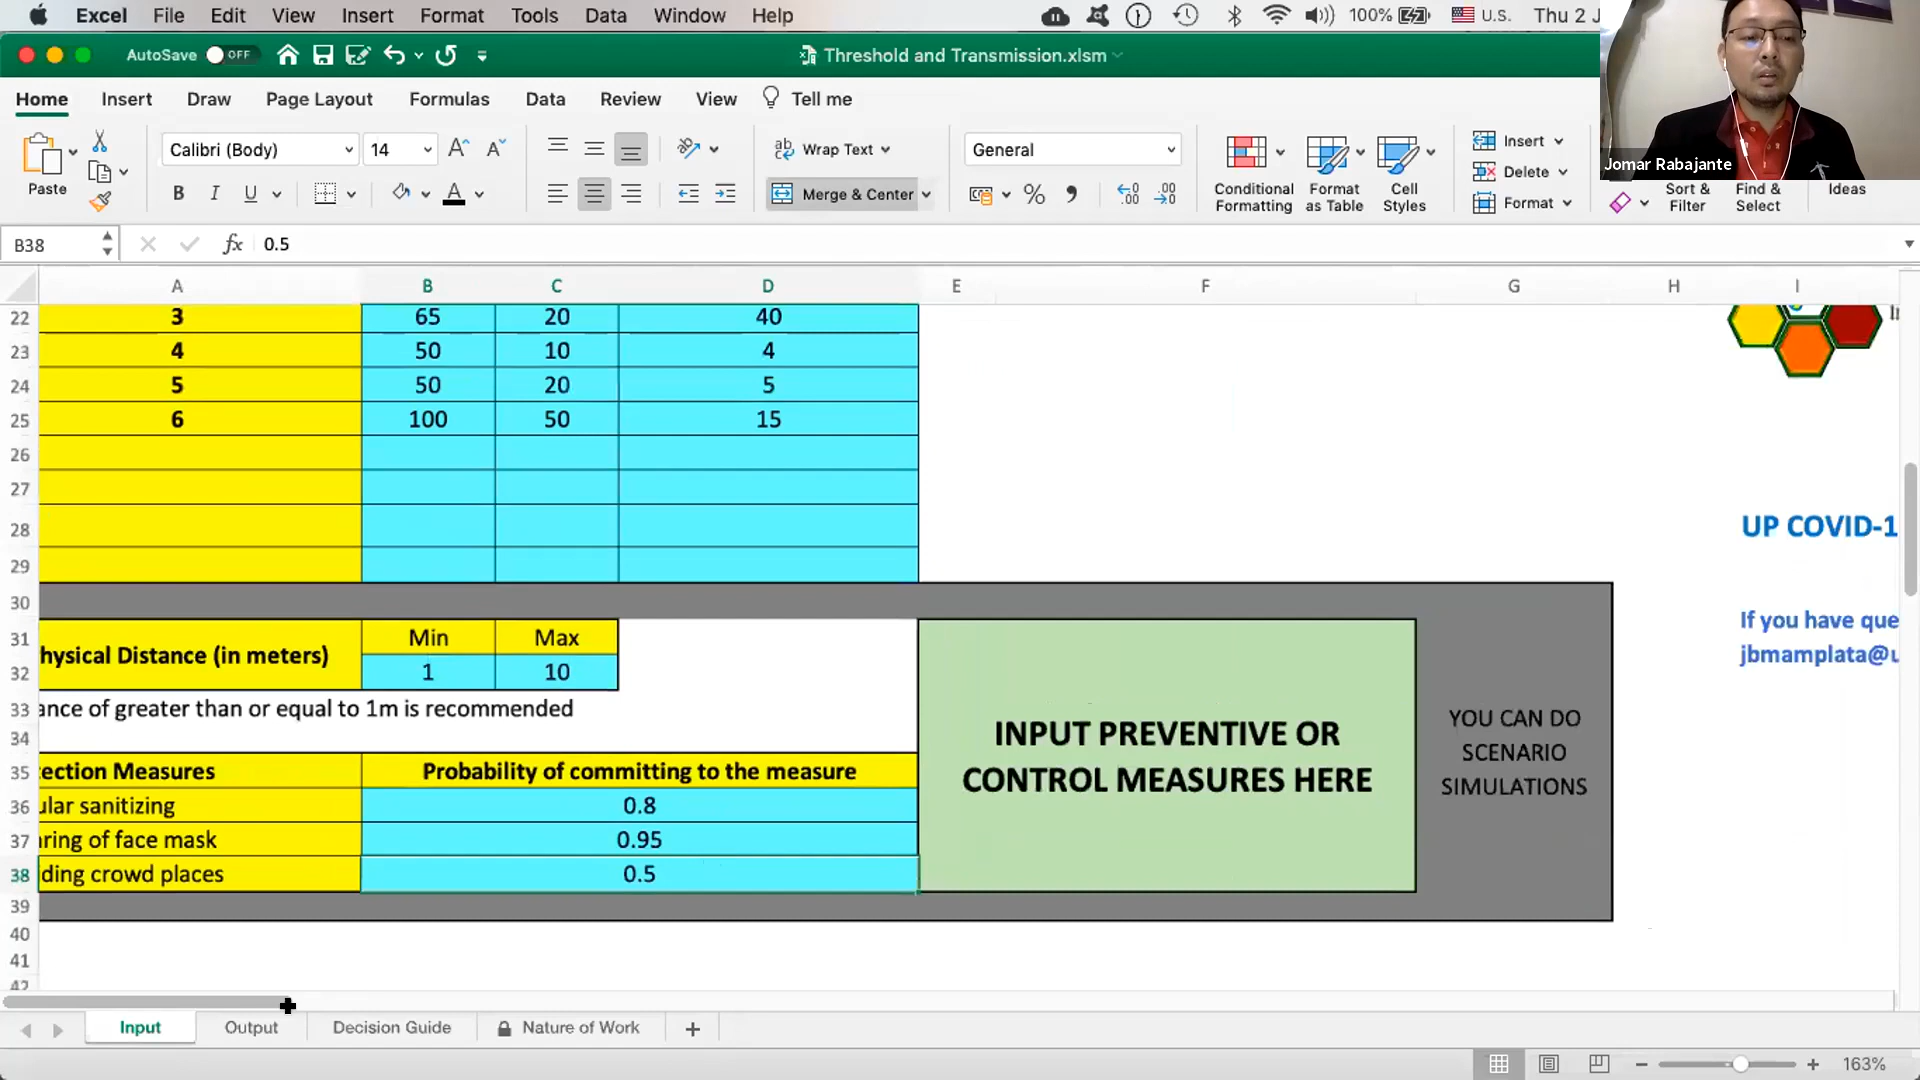 Excel File Edit View Insert Format Tools Data Window Help 100% U.S. Thu 2 J
AutoSave OFF Threshold and Transmission.xlsm
Home Insert Draw Page Layout Formulas Data Review View Tell me
Calibri (Body) 14 Wrap Text General Insert
Delete
Jomar Rabajante
Paste B I U Merge & Center Conditional Formatting Format as Table Cell Styles Format Sort & Filter Find & Select Ideas
B38 fx 0.5
A B C D E F G H I
22 3 65 20 40
23 4 50 10 4
24 5 50 20 5
25 6 100 50 15
26
27
28 UP COVID-1
29
30 If you have que
31 Min Max
hysical Distance (in meters) jbmamplata@u
32 1 10
33 ance of greater than or equal to 1m is recommended
34
35 ection Measures Probability of committing to the measure
36 ular sanitizing 0.8
37 ring of face mask 0.95
38 ding crowd places 0.5
INPUT PREVENTIVE OR
CONTROL MEASURES HERE
YOU CAN DO
SCENARIO
SIMULATIONS
39
40
41
42
Input Output Decision Guide Nature of Work
163%